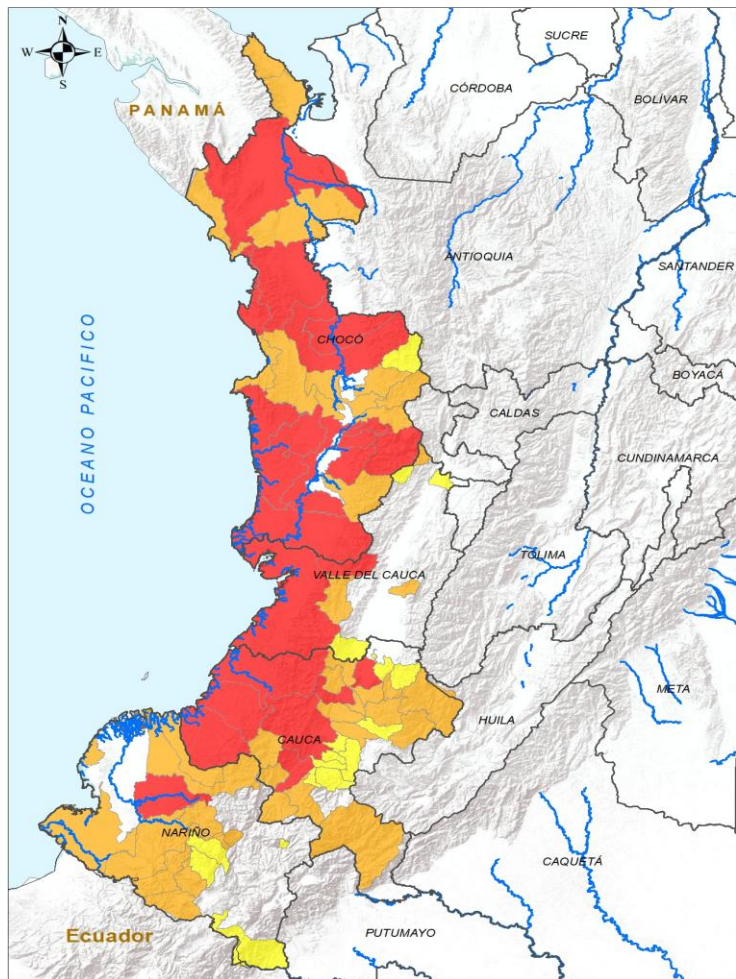 SUCRE
N
W E
S
CÓRDOBA
BOLÍVAR
PANAMÁ
ANTIOQUIA
SANTANDER
OCEANO PACIFICO
CHOCÓ
BOYACÁ
CALDAS
CUNDINAMARCA
TOLIMA
VALLE DEL CAUCA
META
HUILA
CAUCA
NARIÑO
CAQUETÁ
Ecuador
PUTUMAYO